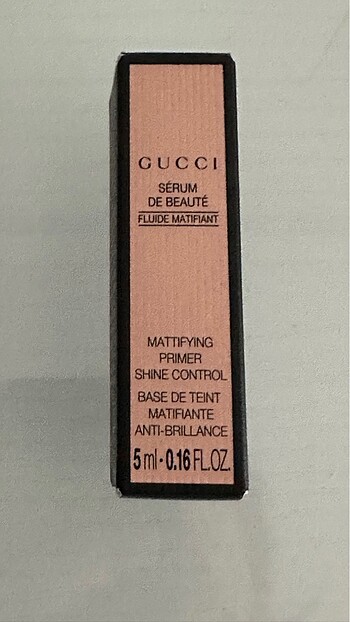 GUCCI
SÉRUM
DE BEAUTÉ
FLUIDE MATIFIANT
MATTIFYING
PRIMER
SHINE CONTROL
BASE DE TEINT
MATIFIANTE
ANTI-BRILLANCE
5 ml · 0.16 FL.OZ.